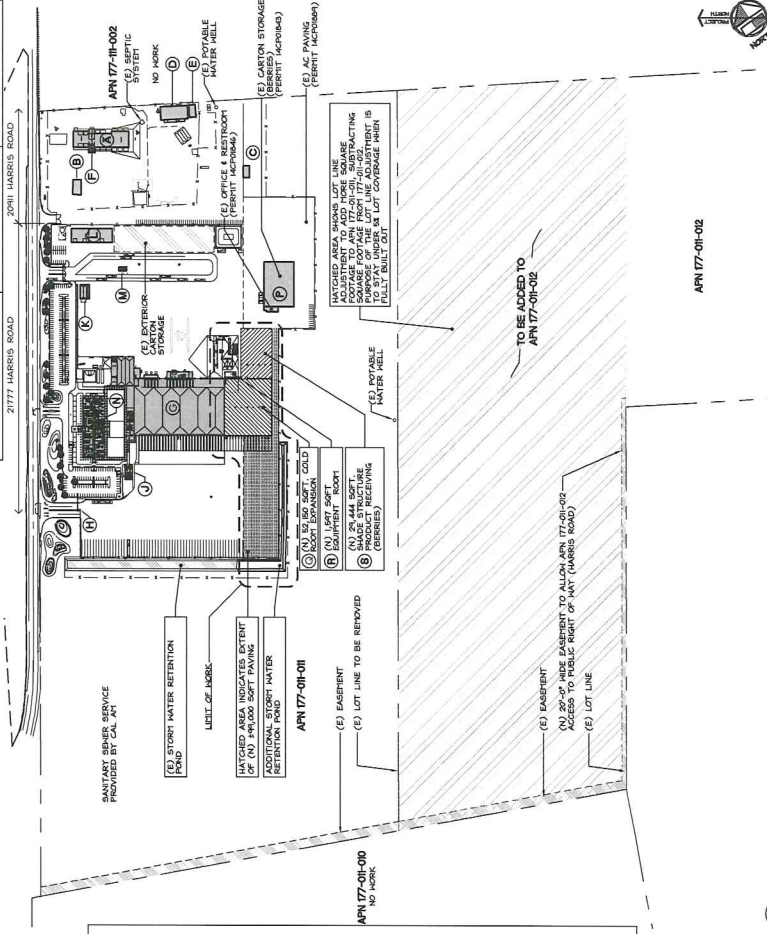 21777 HARRIS ROAD
20911 HARRIS ROAD
SANITARY SEWER SERVICE
PROVIDED BY CAL AM
(E) STORM WATER RETENTION
POND
LIMIT OF WORK
HATCHED AREA INDICATES EXTENT
OF (N) ±99,000 SQFT PAVING
ADDITIONAL STORM WATER
RETENTION POND
APN 177-011-011
(E) EASEMENT
(E) LOT LINE TO BE REMOVED
H
J
N
G
K
M
L
P
B
F
A
C
D
E
(E) EXTERIOR
CARTON
STORAGE
Q (N) 52,150 SQFT. COLD
ROOM EXPANSION
R (N) 1,597 SQFT
EQUIPMENT ROOM
S (N) 29,444 SQFT.
SHADE STRUCTURE
PRODUCT RECEIVING
(BERRIES)
(E) POTABLE
WATER WELL
APN 177-111-002
(E) SEPTIC
SYSTEM
NO WORK
(E) POTABLE
WATER WELL
(E) OFFICE & RESTROOM
(PERMIT 14CP01846)
(E) CARTON STORAGE
(BERRIES)
(PERMIT 14CP01843)
(E) AC PAVING
(PERMIT 14CP01889)
HATCHED AREA SHOWS LOT LINE
ADJUSTMENT TO ADD MORE SQUARE
FOOTAGE TO APN 177-011-011, SUBTRACTING
SQUARE FOOTAGE FROM 177-011-012.
PURPOSE OF THE LOT LINE ADJUSTMENT IS
TO STAY UNDER 5% LOT COVERAGE WHEN
FULLY BUILT OUT
TO BE ADDED TO
APN 177-011-012
(E) EASEMENT
(N) 20'-0" WIDE EASEMENT TO ALLOW APN 177-011-012
ACCESS TO PUBLIC RIGHT OF WAY (HARRIS ROAD)
(E) LOT LINE
APN 177-011-010
NO WORK
APN 177-011-012
PROJECT
NORTH
NORTH